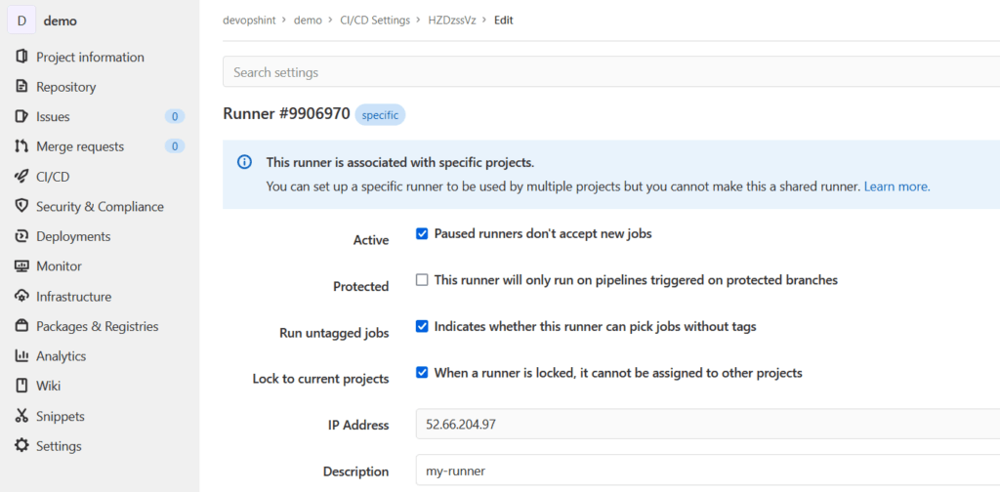 D demo
Project information
Repository
Issues 0
Merge requests 0
CI/CD
Security & Compliance
Deployments
Monitor
Infrastructure
Packages & Registries
Analytics
Wiki
Snippets
Settings
devopshint > demo > CI/CD Settings > HZDzssVz > Edit
Search settings
Runner #9906970 specific
This runner is associated with specific projects.
You can set up a specific runner to be used by multiple projects but you cannot make this a shared runner. Learn more.
Active Paused runners don't accept new jobs
Protected This runner will only run on pipelines triggered on protected branches
Run untagged jobs Indicates whether this runner can pick jobs without tags
Lock to current projects When a runner is locked, it cannot be assigned to other projects
IP Address 52.66.204.97
Description my-runner